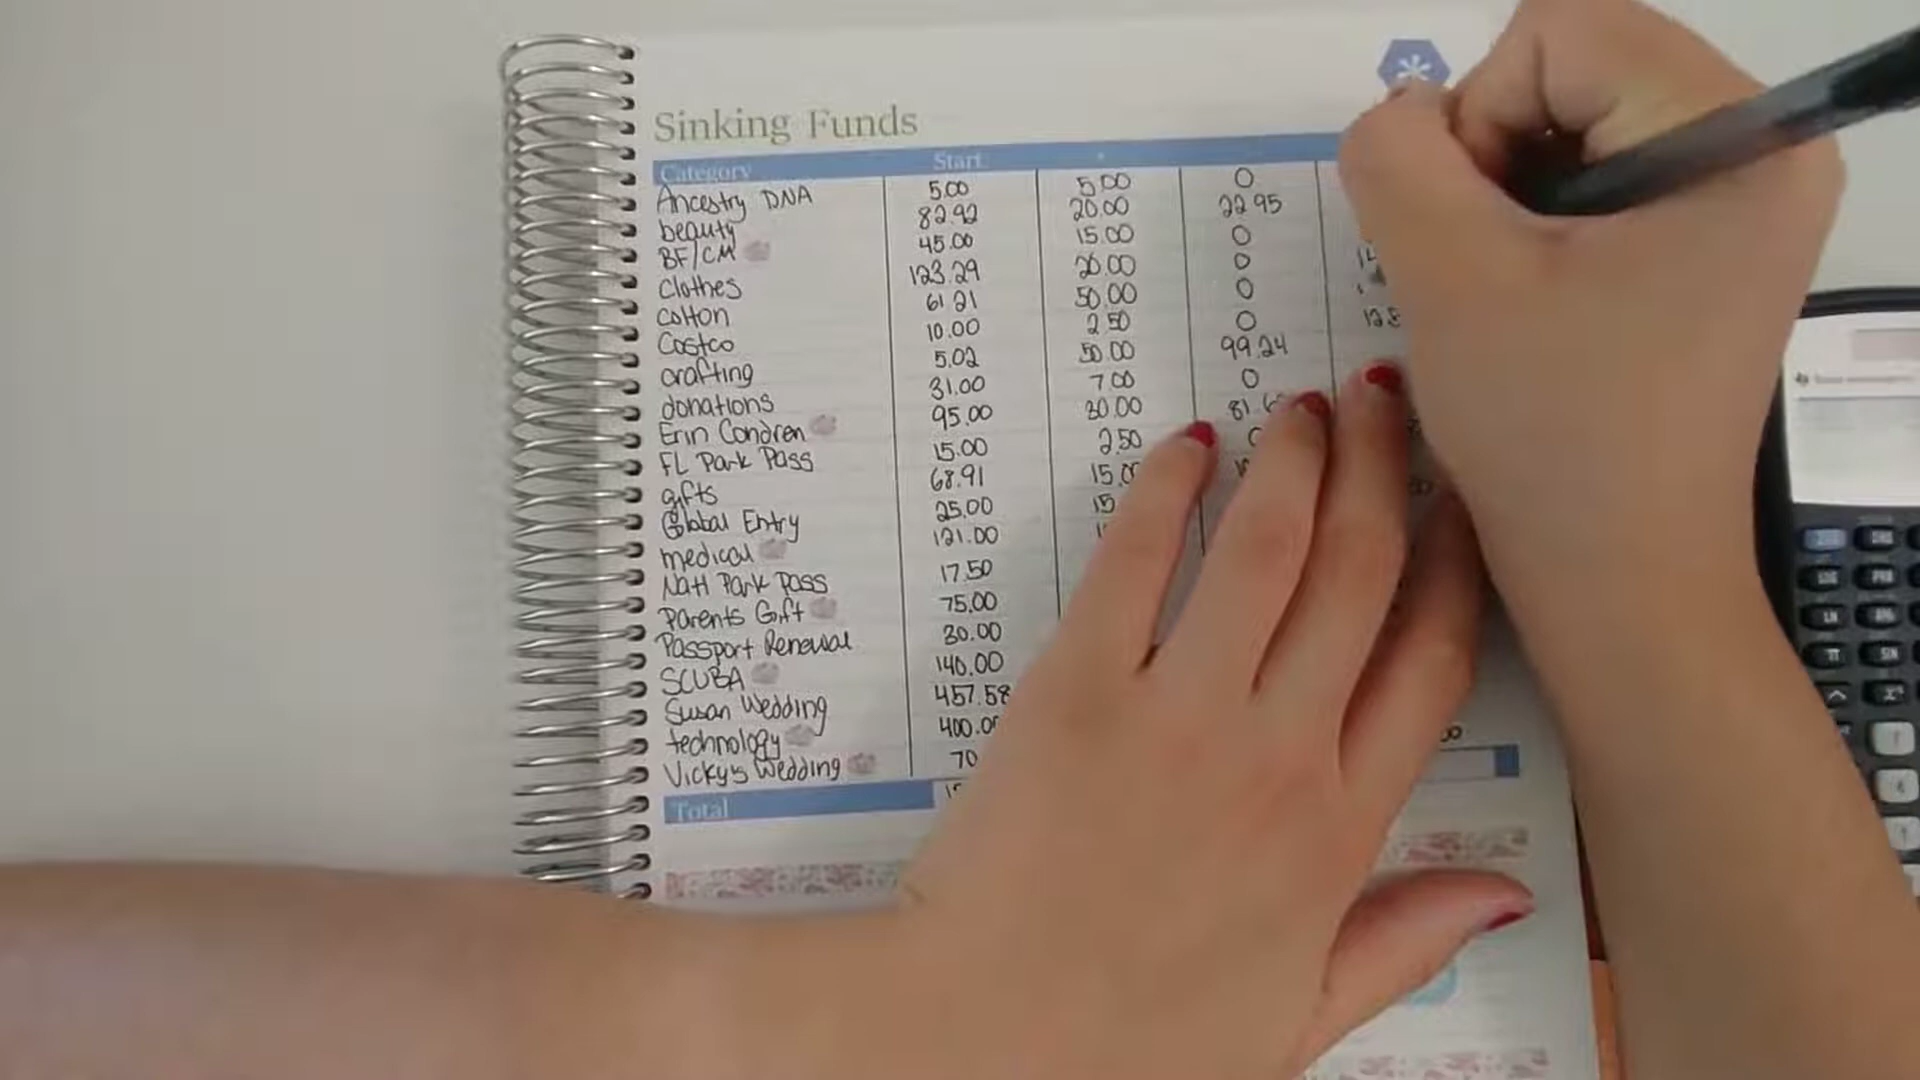 Sinking Funds
Category Start
Ancestry DNA 5.00 5.00 0
beauty 82.92 20.00 22.95
BF/CM 45.00 15.00 0
clothes 123.29 20.00 0
colton 61.21 50.00 0
Costco 10.00 2.50 0
crafting 5.02 50.00 99.24
donations 31.00 7.00 0
Erin Condren 95.00 30.00
FL Park Pass 15.00 2.50
gifts 68.91
Global Entry 25.00
medical 121.00
Nat'l Park Pass 17.50
Parents Gift 75.00
Passport Renewal 30.00
SCUBA 140.00
Susan Wedding 457.58
technology
Vicky's Wedding
Total